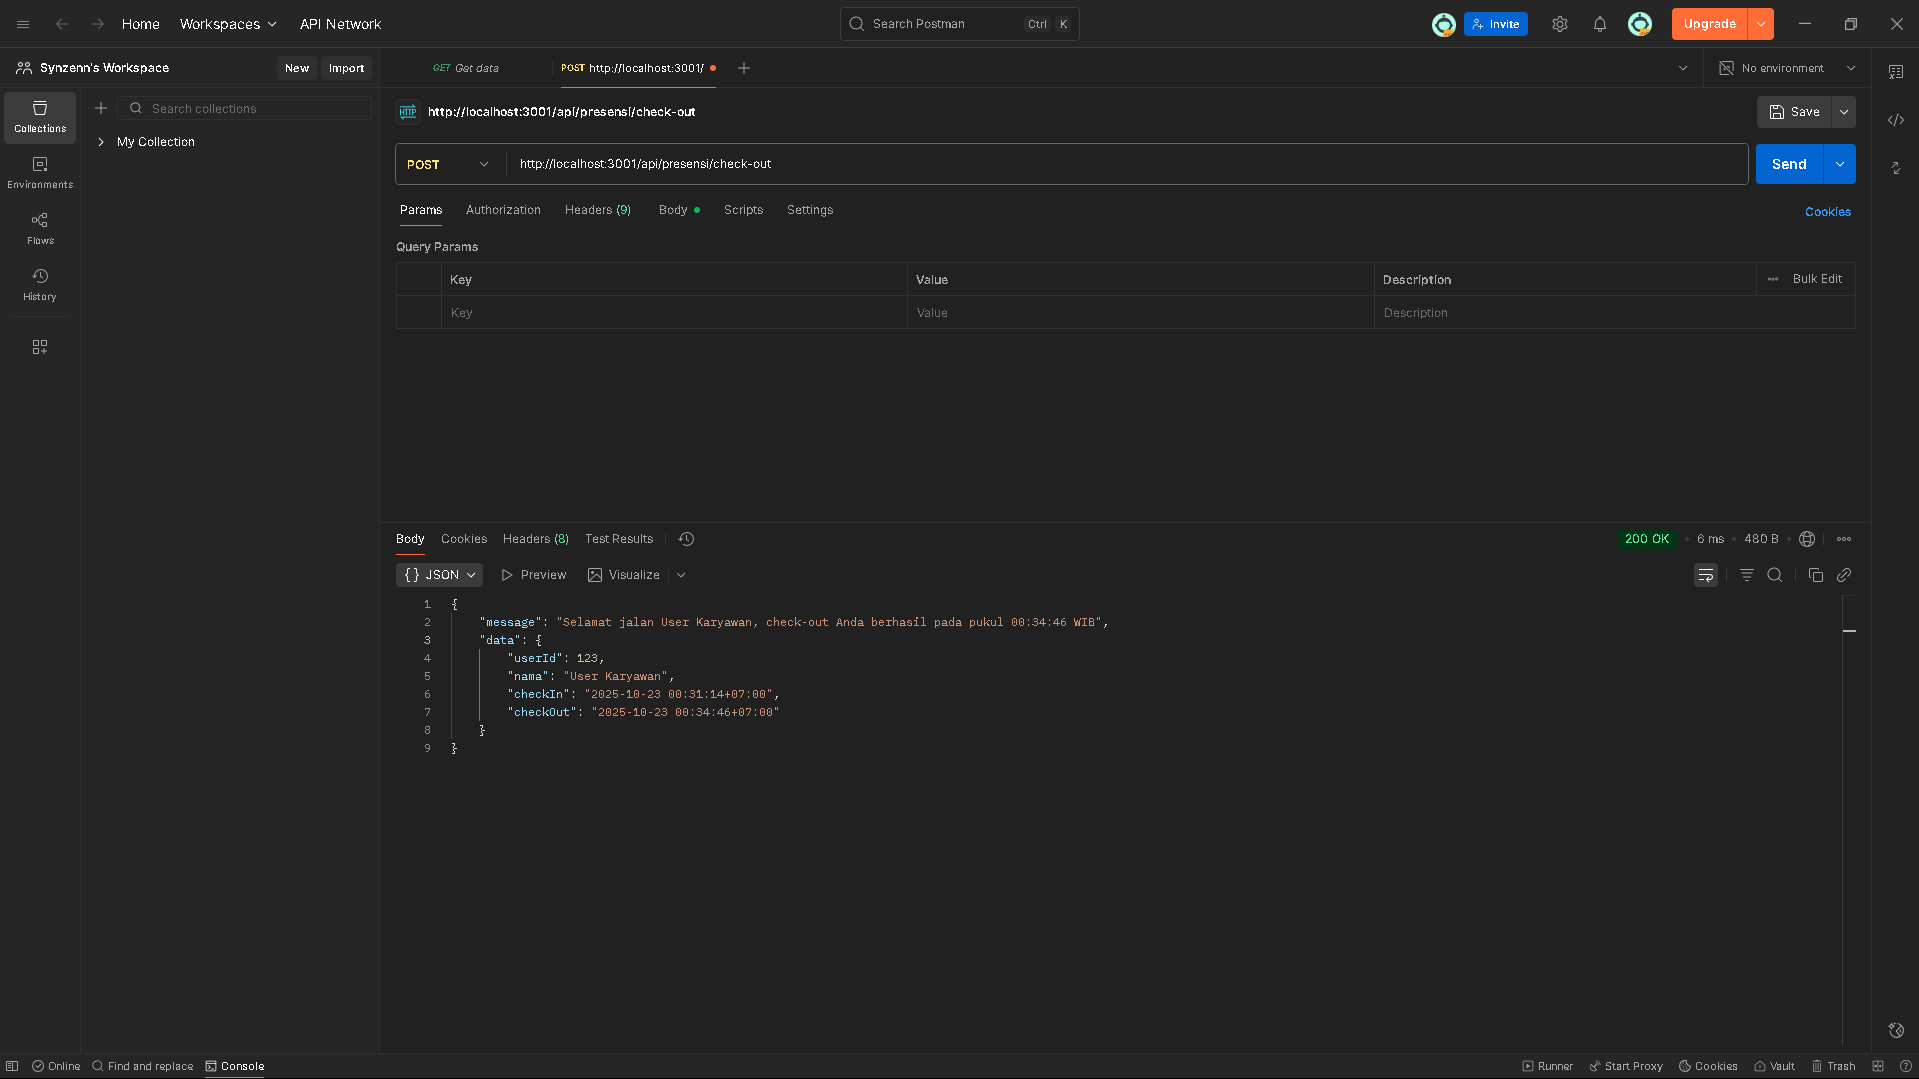 Home Workspaces API Network Search Postman Ctrl K Invite Upgrade
Synzenn's Workspace New Import GET Get data POST http://localhost:3001/ No environment
Search collections
http://localhost:3001/api/presensi/check-out Save
Collections
My Collection
POST http://localhost:3001/api/presensi/check-out Send
Environments
Params Authorization Headers (9) Body Scripts Settings Cookies
Flows
Query Params
Key Value Description Bulk Edit
History
Key Value Description
Body Cookies Headers (8) Test Results 200 OK 6 ms 480 B
{} JSON Preview Visualize
1 {
2 "message": "Selamat jalan User Karyawan, check-out Anda berhasil pada pukul 00:34:46 WIB",
3 "data": {
4 "userId": 123,
5 "nama": "User Karyawan",
6 "checkIn": "2025-10-23 00:31:14+07:00",
7 "checkOut": "2025-10-23 00:34:46+07:00"
8 }
9 }
Online Find and replace Console Runner Start Proxy Cookies Vault Trash